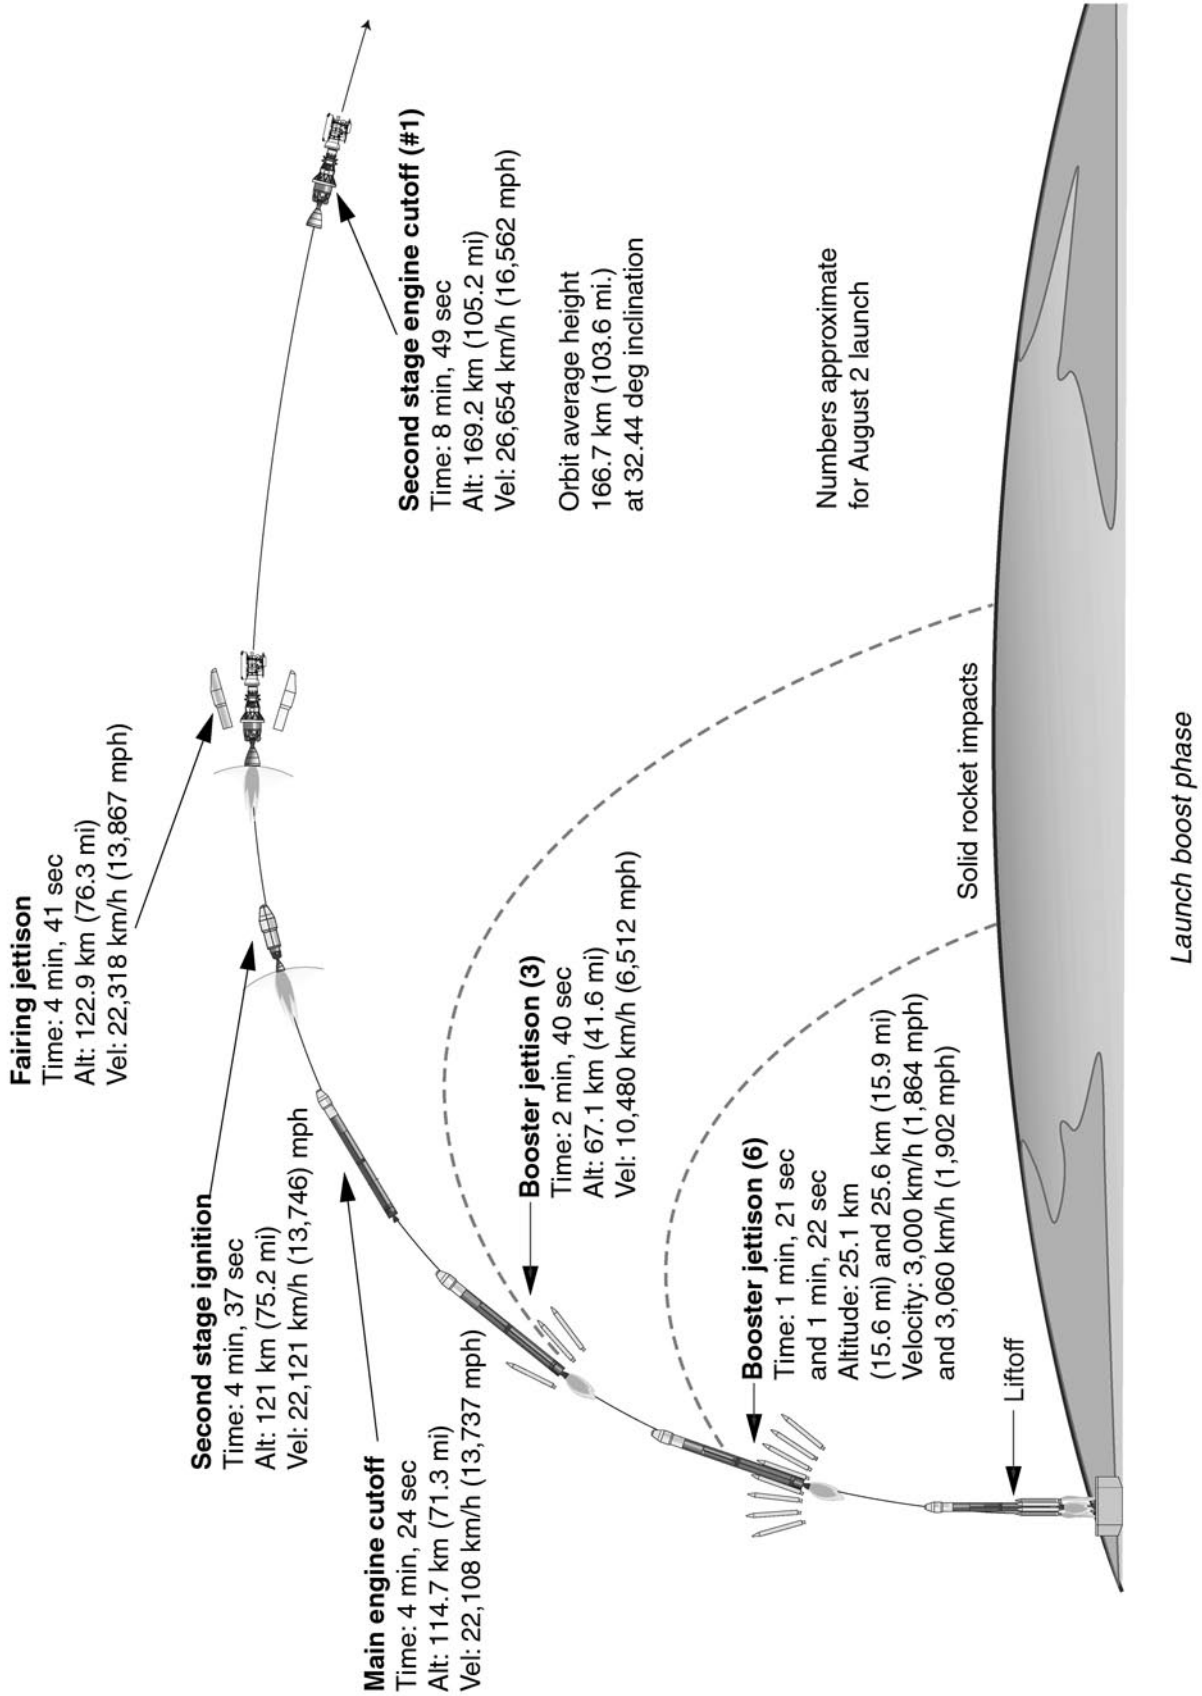 Fairing jettison
Time: 4 min, 41 sec
Alt: 122.9 km (76.3 mi)
Vel: 22,318 km/h (13,867 mph)
Second stage ignition
Time: 4 min, 37 sec
Alt: 121 km (75.2 mi)
Vel: 22,121 km/h (13,746) mph
Main engine cutoff
Time: 4 min, 24 sec
Alt: 114.7 km (71.3 mi)
Vel: 22,108 km/h (13,737 mph)
Second stage engine cutoff (#1)
Time: 8 min, 49 sec
Alt: 169.2 km (105.2 mi)
Vel: 26,654 km/h (16,562 mph)
Orbit average height
166.7 km (103.6 mi.)
at 32.44 deg inclination
Booster jettison (3)
Time: 2 min, 40 sec
Alt: 67.1 km (41.6 mi)
Vel: 10,480 km/h (6,512 mph)
Booster jettison (6)
Time: 1 min, 21 sec
and 1 min, 22 sec
Altitude: 25.1 km
(15.6 mi) and 25.6 km (15.9 mi)
Velocity: 3,000 km/h (1,864 mph)
and 3,060 km/h (1,902 mph)
Numbers approximate
for August 2 launch
Solid rocket impacts
Liftoff
Launch boost phase